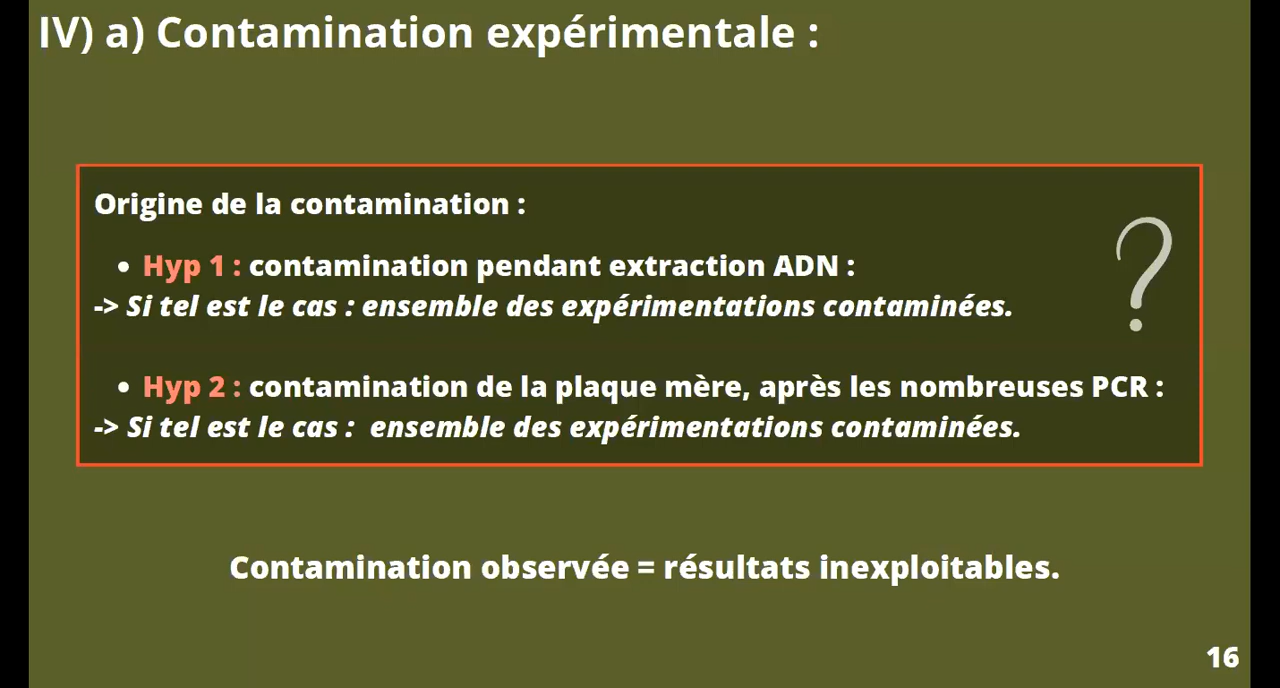 IV) a) Contamination expérimentale :
Origine de la contamination :
• Hyp 1 : contamination pendant extraction ADN :
-> Si tel est le cas : ensemble des expérimentations contaminées.
?
• Hyp 2 : contamination de la plaque mère, après les nombreuses PCR :
-> Si tel est le cas :  ensemble des expérimentations contaminées.
Contamination observée = résultats inexploitables.
16